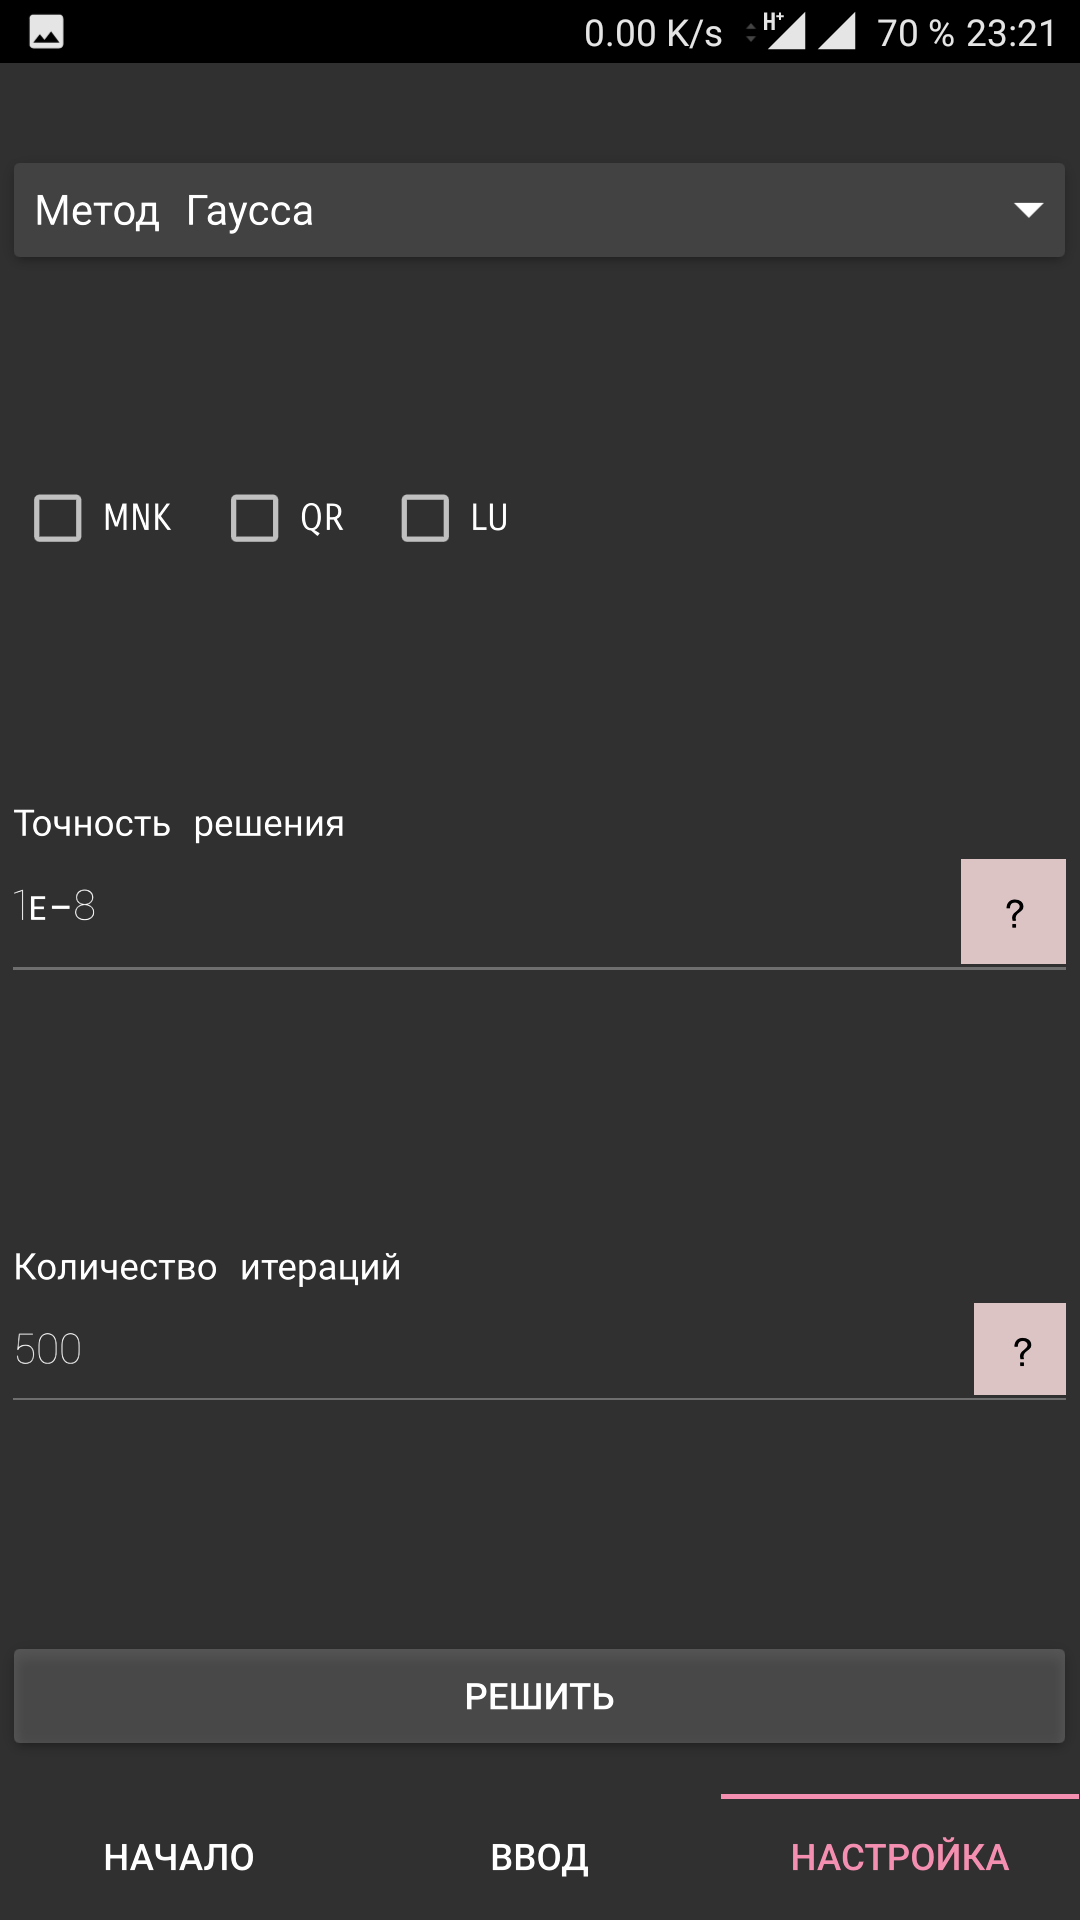 0.00 K/s H+ 70 % 23:21
Метод Гаусса
MNK QR LU
Точность решения
1E-8 ?
Количество итераций
500 ?
РЕШИТЬ
НАЧАЛО ВВОД НАСТРОЙКА